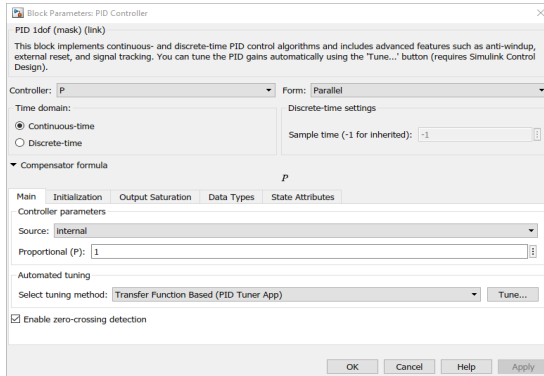 Block Parameters: PID Controller
PID 1dof (mask) (link)
This block implements continuous- and discrete-time PID control algorithms and includes advanced features such as anti-windup,
external reset, and signal tracking. You can tune the PID gains automatically using the 'Tune...' button (requires Simulink Control
Design).
Controller: P Form: Parallel
Time domain: Discrete-time settings
Continuous-time
Sample time (-1 for inherited): -1
Discrete-time
Compensator formula
P
Main Initialization Output Saturation Data Types State Attributes
Controller parameters
Source: internal
Proportional (P): 1
Automated tuning
Select tuning method: Transfer Function Based (PID Tuner App) Tune...
Enable zero-crossing detection
OK Cancel Help Apply